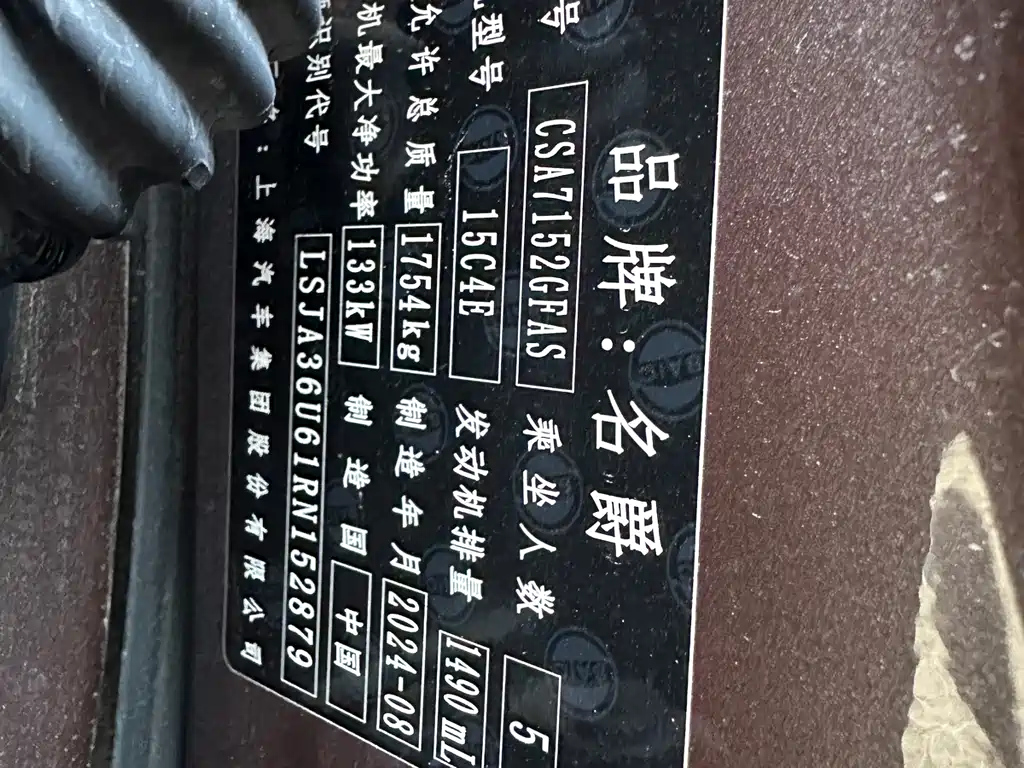 品牌：名爵
号 CSA7152GFAS 乘坐人数 5
型号 15C4E 发动机排量 1490mL
允许总质量 1754kg 制造年月 2024-08
机最大净功率 133kW 制造国 中国
识别代号 LSJA36U61RN152879
：上海汽车集团股份有限公司